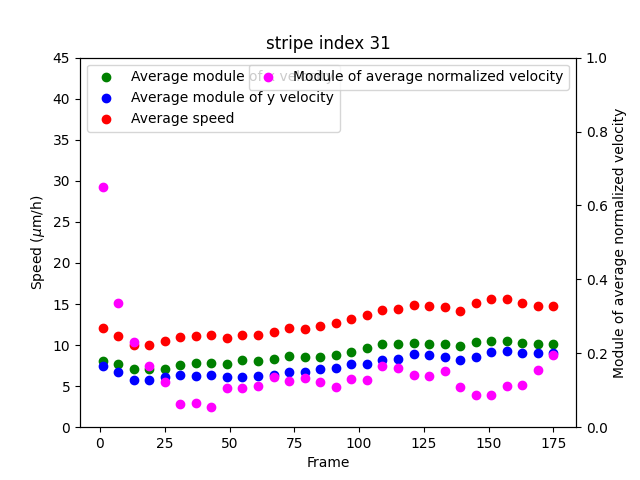 stripe index 31
Average module of x velocity
Average module of y velocity
Average speed
Module of average normalized velocity
Speed (μm/h)
45
40
35
30
25
20
15
10
5
0
Module of average normalized velocity
1.0
0.8
0.6
0.4
0.2
0.0
0 25 50 75 100 125 150 175
Frame